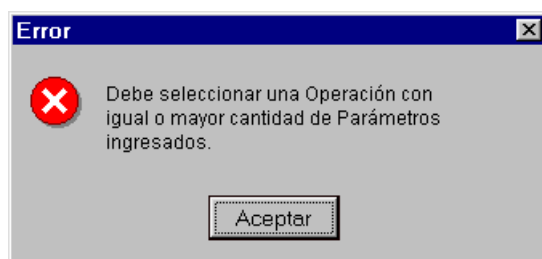 Error
Debe seleccionar una Operación con
igual o mayor cantidad de Parámetros
ingresados.
Aceptar